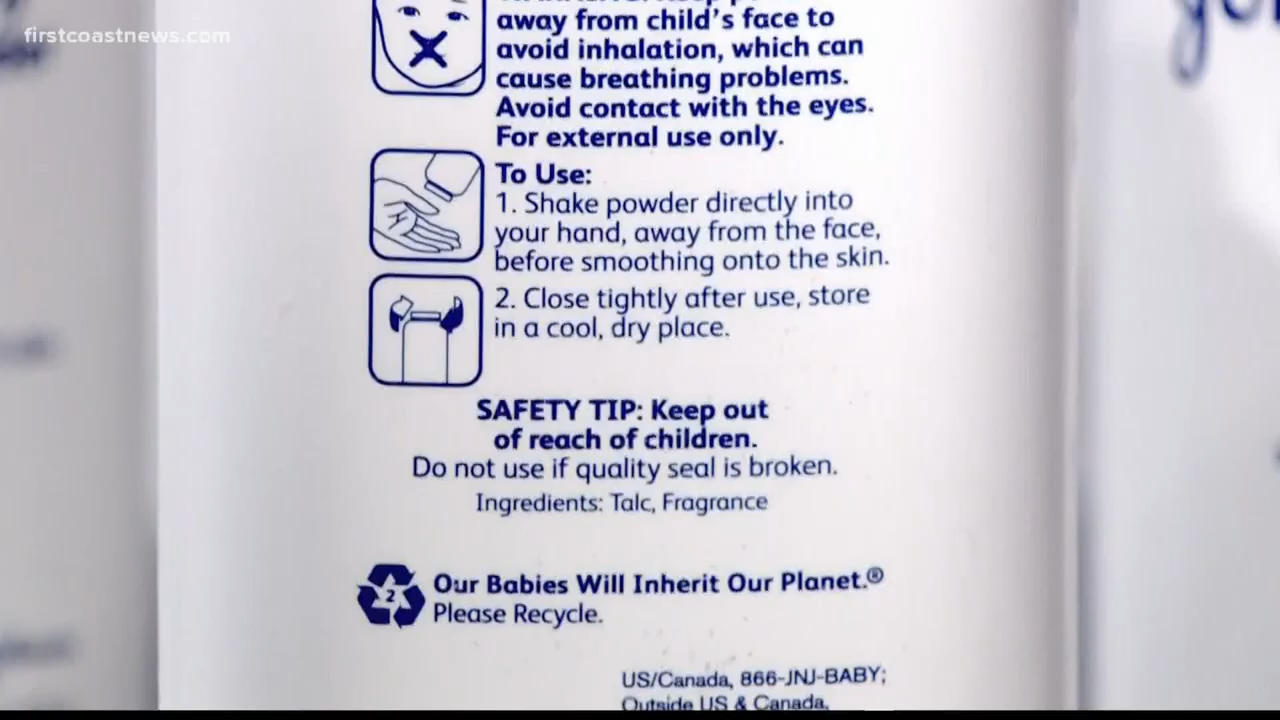 firstcoastnews.com
away from child's face to
avoid inhalation, which can
cause breathing problems.
Avoid contact with the eyes.
For external use only.
To Use:
1. Shake powder directly into
your hand, away from the face,
before smoothing onto the skin.
2. Close tightly after use, store
in a cool, dry place.
SAFETY TIP: Keep out
of reach of children.
Do not use if quality seal is broken.
Ingredients: Talc, Fragrance
2
Our Babies Will Inherit Our Planet.®
Please Recycle.
US/Canada, 866-JNJ-BABY;
Outside US & Canada,